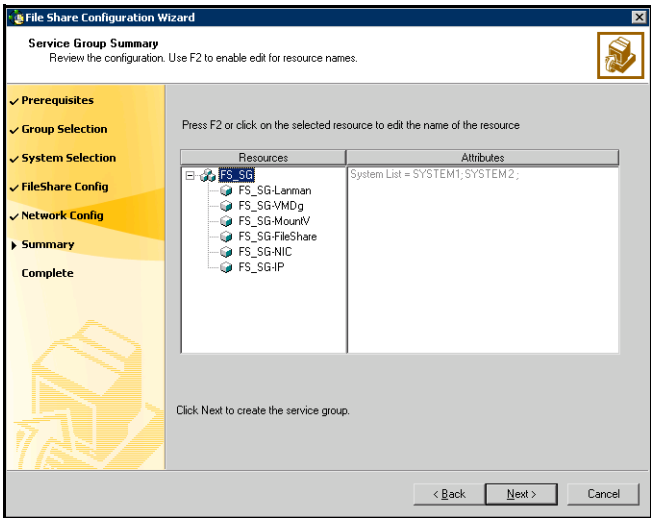 File Share Configuration Wizard
Service Group Summary
Review the configuration. Use F2 to enable edit for resource names.
Prerequisites
Group Selection
System Selection
FileShare Config
Network Config
Summary
Complete
Press F2 or click on the selected resource to edit the name of the resource
Resources
Attributes
FS_SG
System List = SYSTEM1; SYSTEM2 ;
FS_SG-Lanman
FS_SG-VMDg
FS_SG-MountV
FS_SG-FileShare
FS_SG-NIC
FS_SG-IP
Click Next to create the service group.
< Back
Next >
Cancel